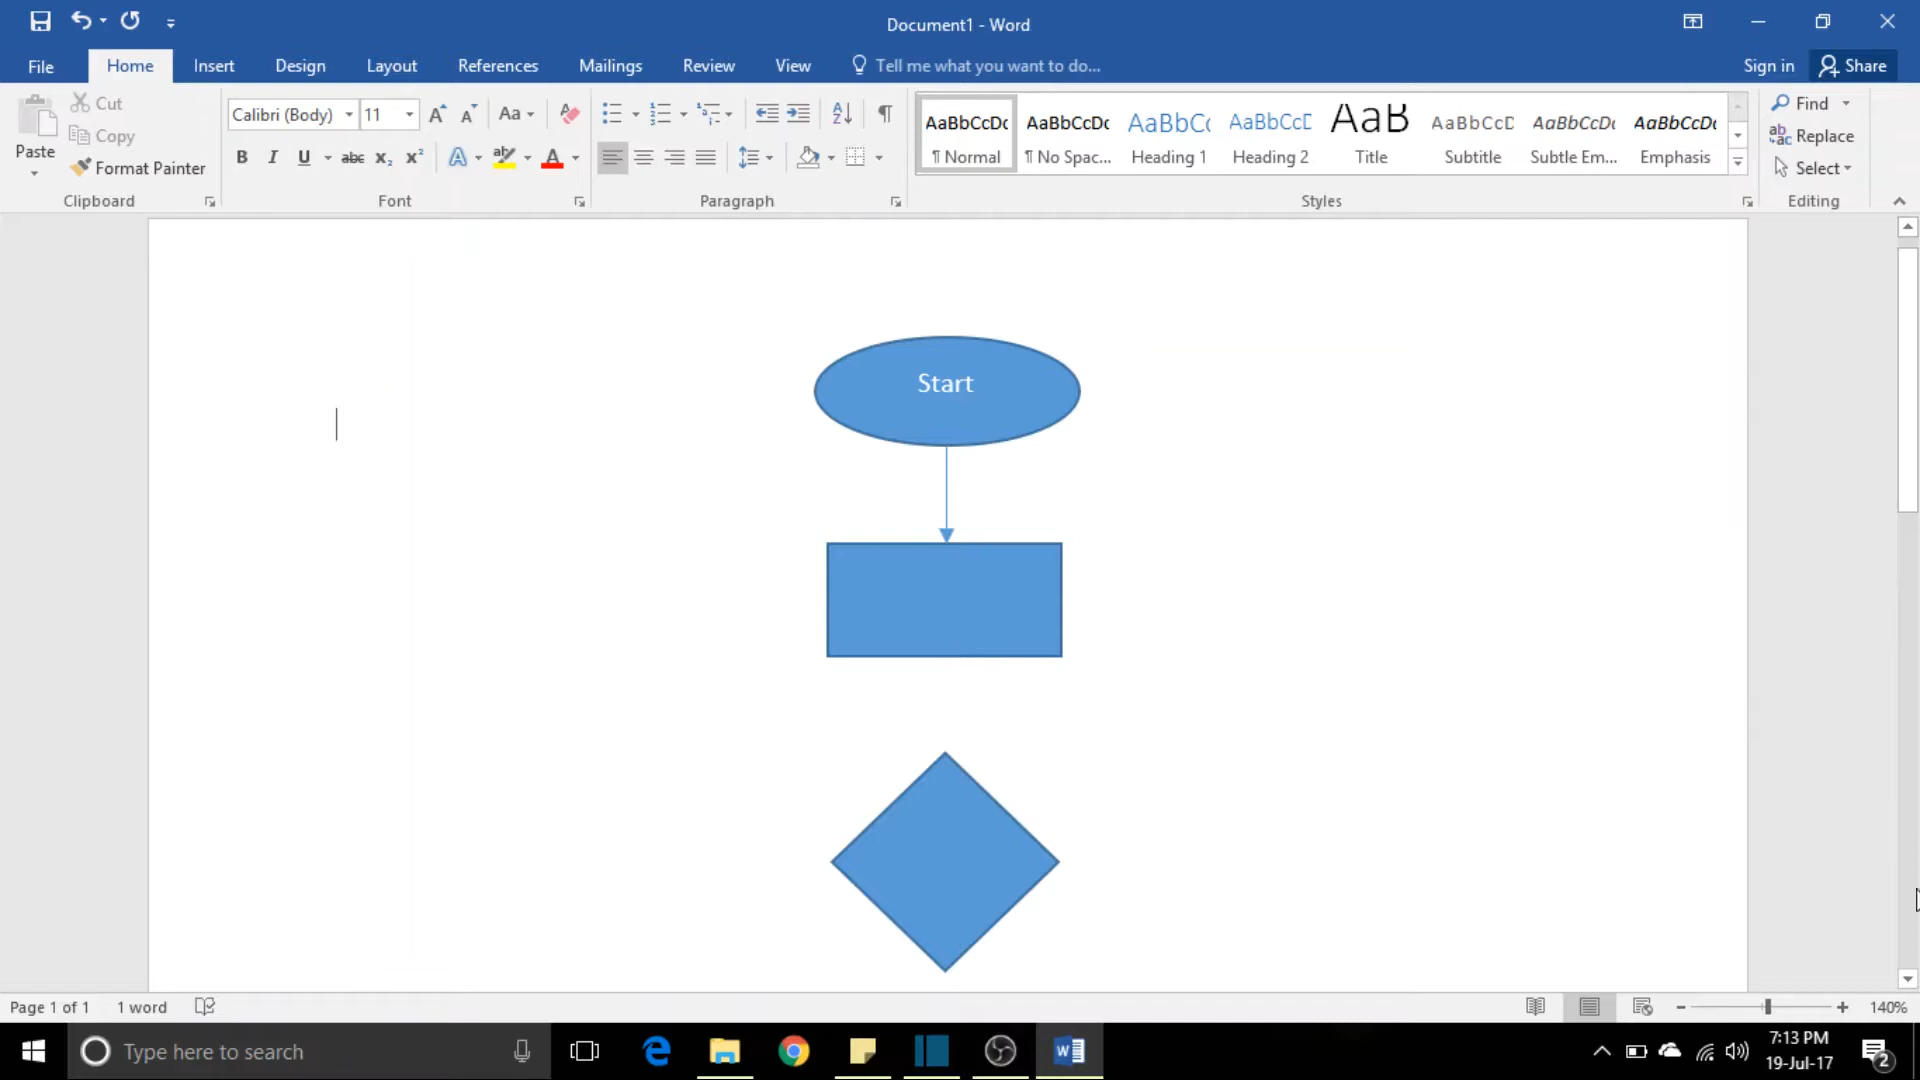 Document1 - Word
File Home Insert Design Layout References Mailings Review View Tell me what you want to do... Sign in Share
Paste
Cut
Copy
Format Painter
Clipboard
Calibri (Body) 11
Font
Paragraph
AaBbCcDc AaBbCcDc AaBbCc AaBbCcD AaB AaBbCcD AaBbCcDc AaBbCcDc
¶ Normal ¶ No Spac... Heading 1 Heading 2 Title Subtitle Subtle Em... Emphasis
Styles
Find
Replace
Select
Editing
Start
Page 1 of 1 1 word 140%
Type here to search
7:13 PM
19-Jul-17
2